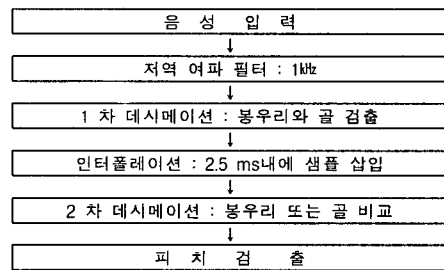 음 성 입 력
↓
저역 여파 필터 : 1㎑
↓
1 차 데시메이션 : 봉우리와 골 검출
↓
인터폴레이션 : 2.5 ms내에 샘플 삽입
↓
2 차 데시메이션 : 봉우리 또는 골 비교
↓
피 치 검 출